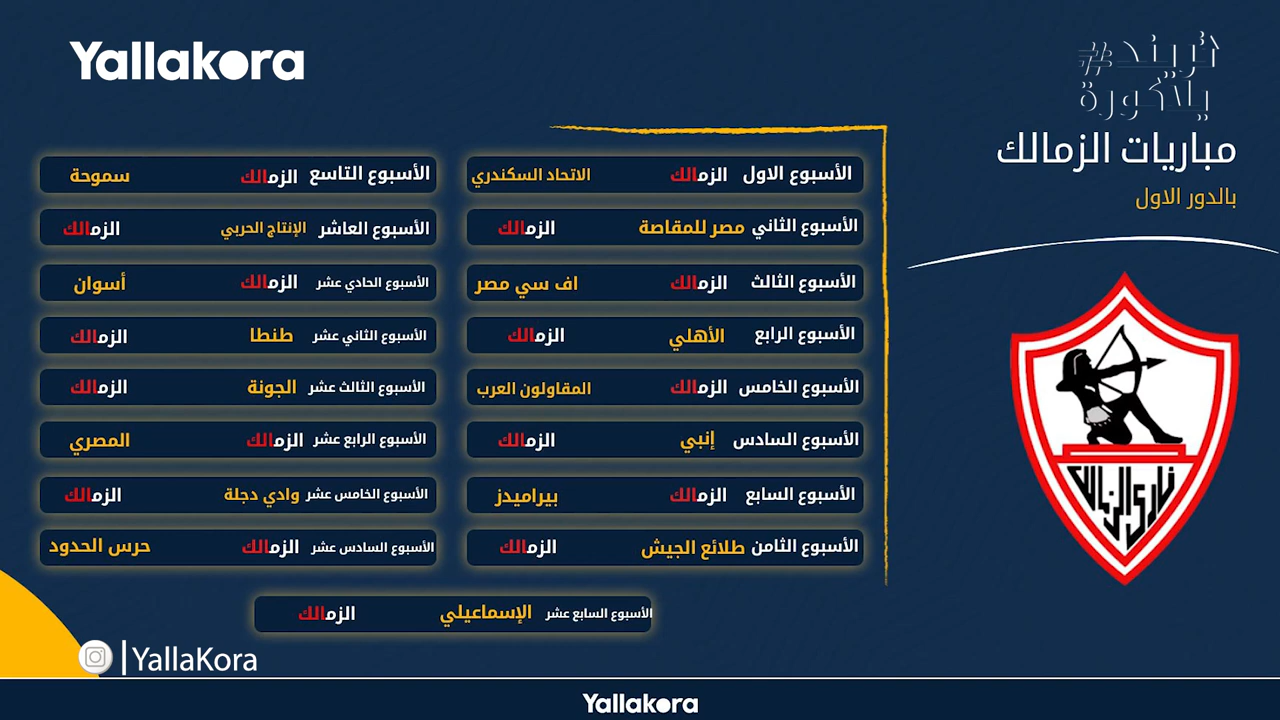 Yallakora
#تريند
يلاكورة
مباريات الزمالك
بالدور الاول
الأسبوع الاول الزمالك الاتحاد السكندري
الأسبوع الثاني مصر للمقاصة الزمالك
الأسبوع الثالث الزمالك اف سي مصر
الأسبوع الرابع الأهلي الزمالك
الأسبوع الخامس الزمالك المقاولون العرب
الأسبوع السادس إنبي الزمالك
الأسبوع السابع الزمالك بيراميدز
الأسبوع الثامن طلائع الجيش الزمالك
الأسبوع التاسع الزمالك سموحة
الأسبوع العاشر الإنتاج الحربي الزمالك
الأسبوع الحادي عشر الزمالك أسوان
الأسبوع الثاني عشر طنطا الزمالك
الأسبوع الثالث عشر الجونة الزمالك
الأسبوع الرابع عشر الزمالك المصري
الأسبوع الخامس عشر وادي دجلة الزمالك
الأسبوع السادس عشر الزمالك حرس الحدود
الأسبوع السابع عشر الإسماعيلي الزمالك
نادي الزمالك
|YallaKora
Yallakora